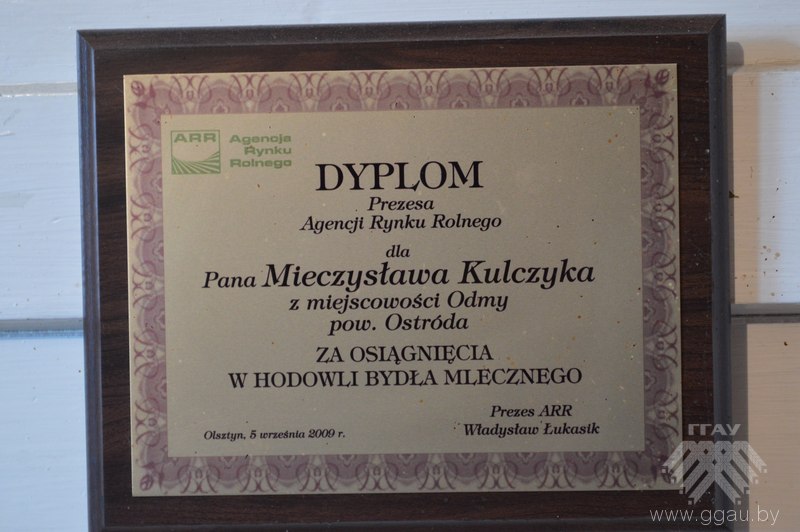 ARR
Agencja
Rynku
Rolnego
DYPLOM
Prezesa
Agencji Rynku Rolnego
dla
Pana Mieczysława Kulczyka
z miejscowości Odmy
pow. Ostróda
ZA OSIĄGNIĘCIA
W HODOWLI BYDŁA MLECZNEGO
Prezes ARR
Olsztyn, 5 września 2009 r.
Władysław Łukasik
ГГАУ
www.ggau.by